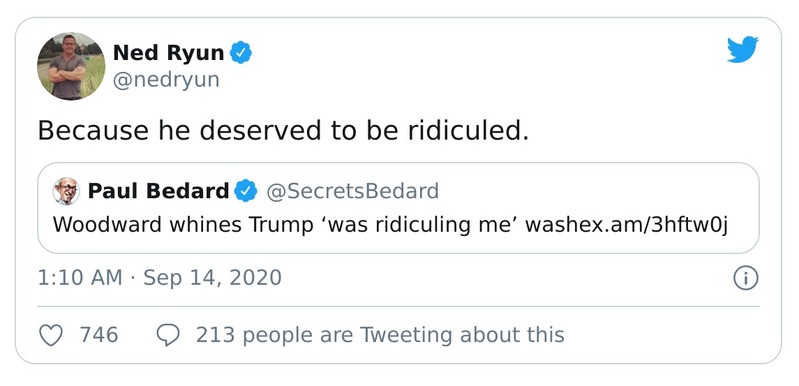 Ned Ryun
@nedryun
Because he deserved to be ridiculed.
Paul Bedard @SecretsBedard
Woodward whines Trump ‘was ridiculing me’ washex.am/3hftw0j
1:10 AM · Sep 14, 2020
746 213 people are Tweeting about this